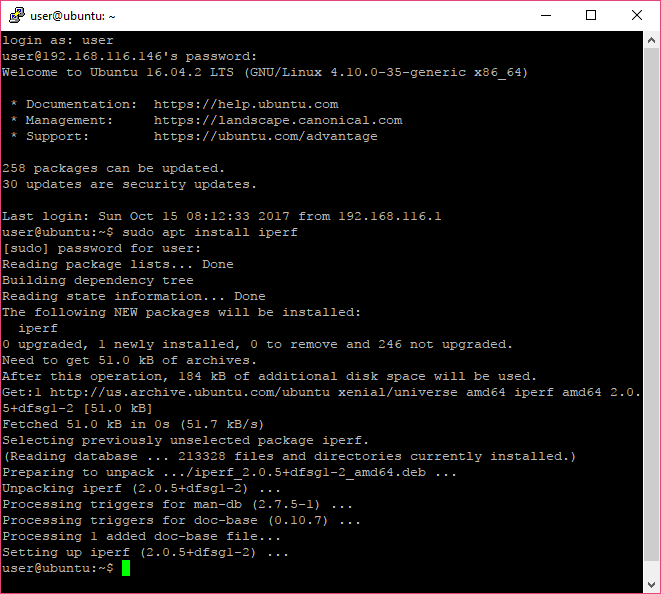 user@ubuntu: ~
login as: user
user@192.168.116.146's password:
Welcome to Ubuntu 16.04.2 LTS (GNU/Linux 4.10.0-35-generic x86_64)
* Documentation:  https://help.ubuntu.com
* Management:     https://landscape.canonical.com
* Support:        https://ubuntu.com/advantage
258 packages can be updated.
30 updates are security updates.
Last login: Sun Oct 15 08:12:33 2017 from 192.168.116.1
user@ubuntu:~$ sudo apt install iperf
[sudo] password for user:
Reading package lists... Done
Building dependency tree
Reading state information... Done
The following NEW packages will be installed:
  iperf
0 upgraded, 1 newly installed, 0 to remove and 246 not upgraded.
Need to get 51.0 kB of archives.
After this operation, 184 kB of additional disk space will be used.
Get:1 http://us.archive.ubuntu.com/ubuntu xenial/universe amd64 iperf amd64 2.0.
5+dfsg1-2 [51.0 kB]
Fetched 51.0 kB in 0s (51.7 kB/s)
Selecting previously unselected package iperf.
(Reading database ... 213328 files and directories currently installed.)
Preparing to unpack .../iperf_2.0.5+dfsg1-2_amd64.deb ...
Unpacking iperf (2.0.5+dfsg1-2) ...
Processing triggers for man-db (2.7.5-1) ...
Processing triggers for doc-base (0.10.7) ...
Processing 1 added doc-base file...
Setting up iperf (2.0.5+dfsg1-2) ...
user@ubuntu:~$